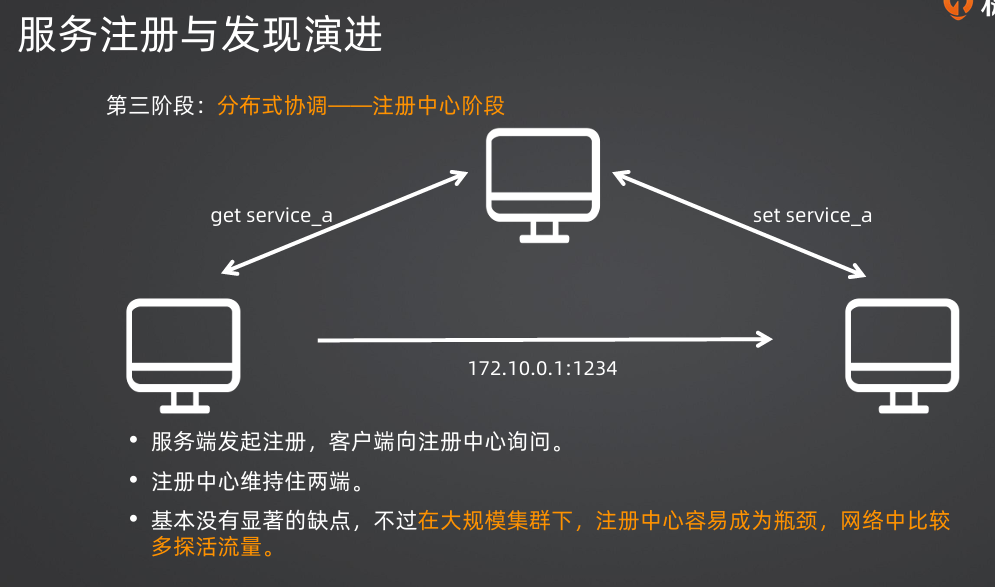 服务注册与发现演进
第三阶段：分布式协调——注册中心阶段
get service_a
set service_a
172.10.0.1:1234
• 服务端发起注册，客户端向注册中心询问。
• 注册中心维持住两端。
• 基本没有显著的缺点，不过在大规模集群下，注册中心容易成为瓶颈，网络中比较
多探活流量。